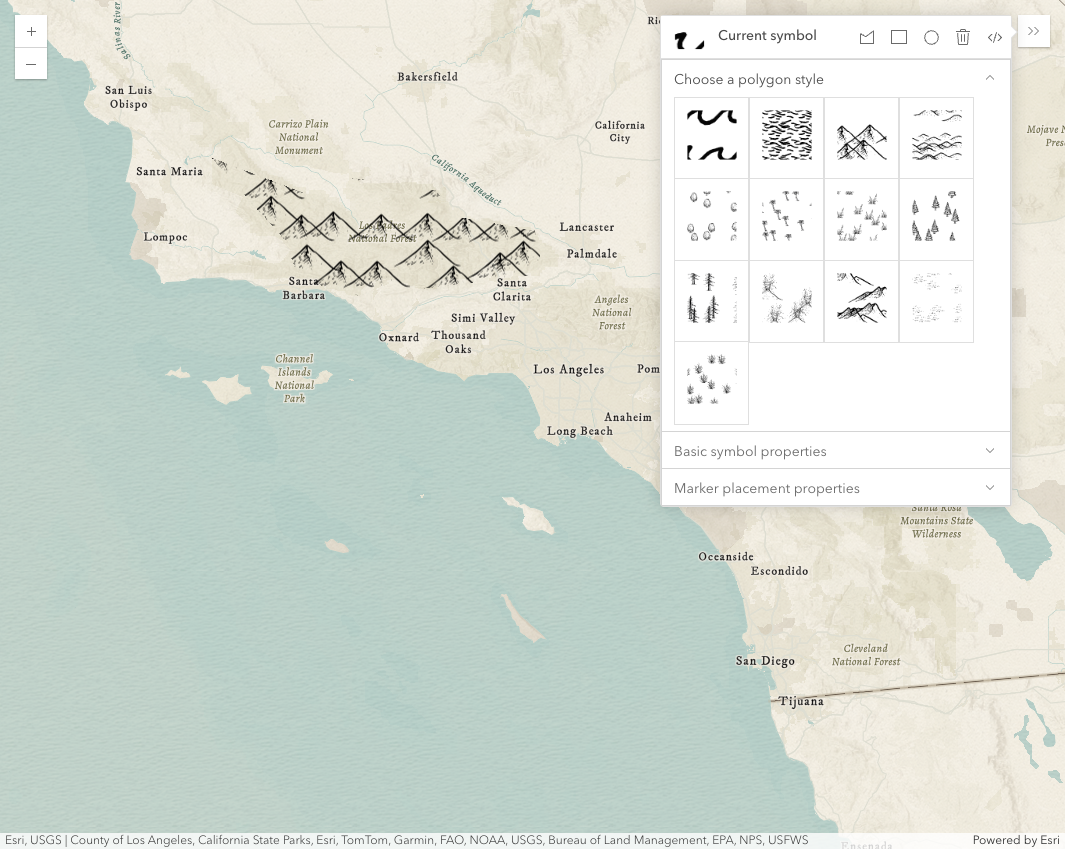 Salinas River
San Luis
Obispo
Bakersfield
Carrizo Plain
National
Monument
California
City
California Aqueduct
Santa Maria
Lompoc
Los Padres
National Forest
Lancaster
Palmdale
Santa
Barbara
Santa
Clarita
Angeles
National
Forest
Simi Valley
Oxnard
Thousand
Oaks
Channel
Islands
National
Park
Los Angeles
Pom
Anaheim
Long Beach
Ri
Current symbol
Choose a polygon style
Basic symbol properties
Marker placement properties
Mojave N
Pres
Santa Rosa
Mountains State
Wilderness
Oceanside
Escondido
San Diego
Cleveland
National Forest
Tijuana
Ensenada
Esri, USGS | County of Los Angeles, California State Parks, Esri, TomTom, Garmin, FAO, NOAA, USGS, Bureau of Land Management, EPA, NPS, USFWS
Powered by Esri